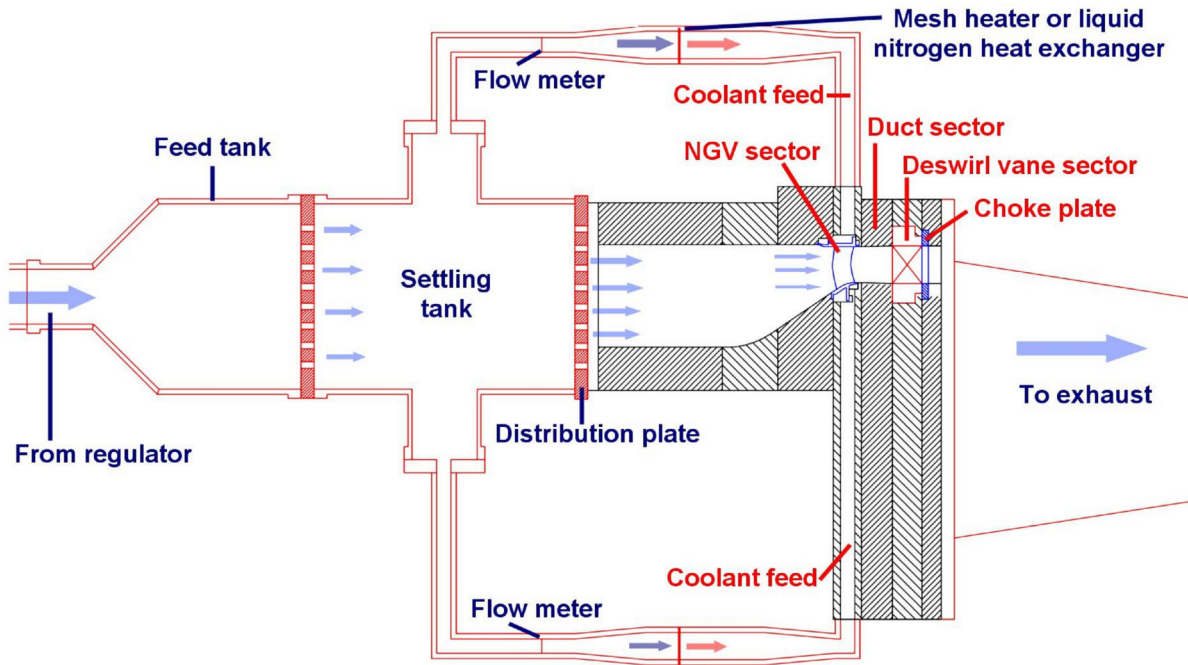 Mesh heater or liquid
nitrogen heat exchanger
Flow meter
Coolant feed
Duct sector
NGV sector
Deswirl vane sector
Feed tank
Choke plate
Settling
tank
To exhaust
Distribution plate
From regulator
Coolant feed
Flow meter